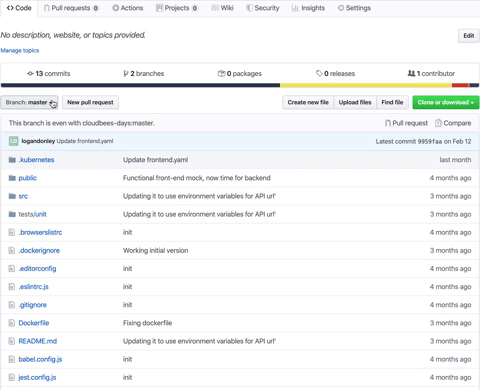 Code Pull requests 0 Actions Projects 0 Wiki Security Insights Settings
No description, website, or topics provided. Edit
Manage topics
13 commits 2 branches 0 packages 0 releases 1 contributor
Branch: master New pull request Create new file Upload files Find file Clone or download
This branch is even with cloudbees-days:master. Pull request Compare
logandonley Update frontend.yaml Latest commit 9959faa on Feb 12
.kubernetes Update frontend.yaml last month
public Functional front-end mock, now time for backend 4 months ago
src Updating it to use environment variables for API url' 3 months ago
tests/unit Updating it to use environment variables for API url' 3 months ago
.browserslistrc init 4 months ago
.dockerignore Working initial version 3 months ago
.editorconfig init 4 months ago
.eslintrc.js init 4 months ago
.gitignore init 4 months ago
Dockerfile Fixing dockerfile 3 months ago
README.md Updating it to use environment variables for API url' 3 months ago
babel.config.js init 4 months ago
jest.config.js init 4 months ago